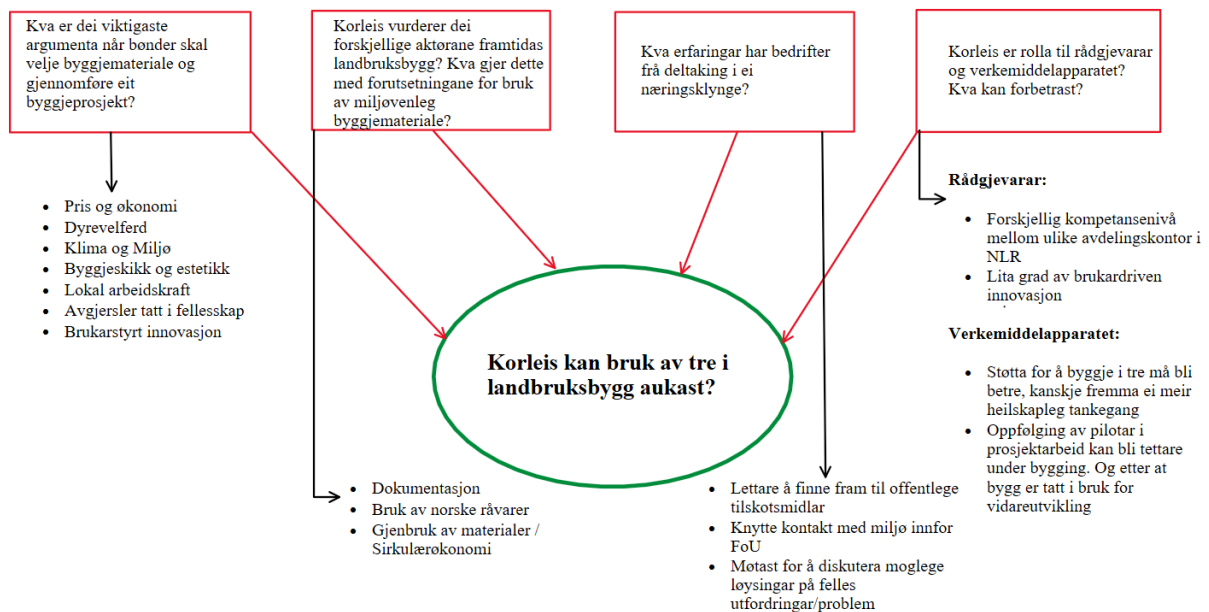 Kva er dei viktigaste
argumenta når bønder skal
velje byggjemateriale og
gjennomføre eit
byggjeprosjekt?
Korleis vurderer dei
forskjellige aktørane framtidas
landbruksbygg? Kva gjer dette
med forutsetningane for bruk
av miljøvenleg
byggjemateriale?
Kva erfaringar har bedrifter
frå deltaking i ei
næringsklynge?
Korleis er rolla til rådgjevarar
og verkemiddelapparatet?
Kva kan forbetrast?
• Pris og økonomi
• Dyrevelferd
• Klima og Miljø
• Byggjeskikk og estetikk
• Lokal arbeidskraft
• Avgjersler tatt i fellesskap
• Brukarstyrt innovasjon
Rådgjevarar:
• Forskjellig kompetansenivå
mellom ulike avdelingskontor i
NLR
• Lita grad av brukardriven
innovasjon
Verkemiddelapparatet:
• Støtta for å byggje i tre må bli
betre, kanskje fremma ei meir
heilskapleg tankegang
• Oppfølging av pilotar i
prosjektarbeid kan bli tettare
under bygging. Og etter at
bygg er tatt i bruk for
vidareutvikling
Korleis kan bruk av tre i
landbruksbygg aukast?
• Dokumentasjon
• Bruk av norske råvarer
• Gjenbruk av materialer /
Sirkulærøkonomi
• Lettare å finne fram til offentlege
tilskotsmidlar
• Knytte kontakt med miljø innfor
FoU
• Møtast for å diskutera moglege
løysingar på felles
utfordringar/problem